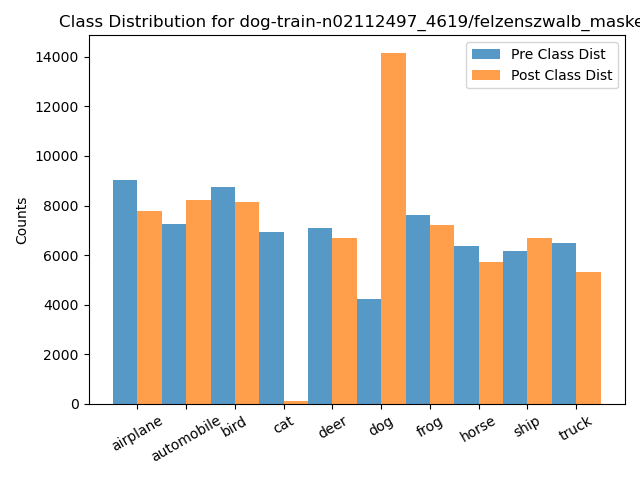 Class Distribution for dog-train-n02112497_4619/felzenszwalb_maske
Pre Class Dist
Post Class Dist
Counts
14000
12000
10000
8000
6000
4000
2000
0
airplane
automobile
bird
cat
deer
dog
frog
horse
ship
truck